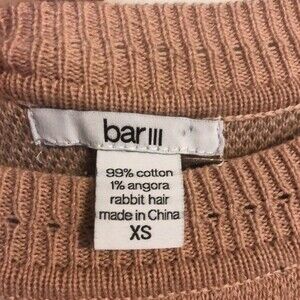 bar III
99% cotton
1% angora
rabbit hair
made in China
XS